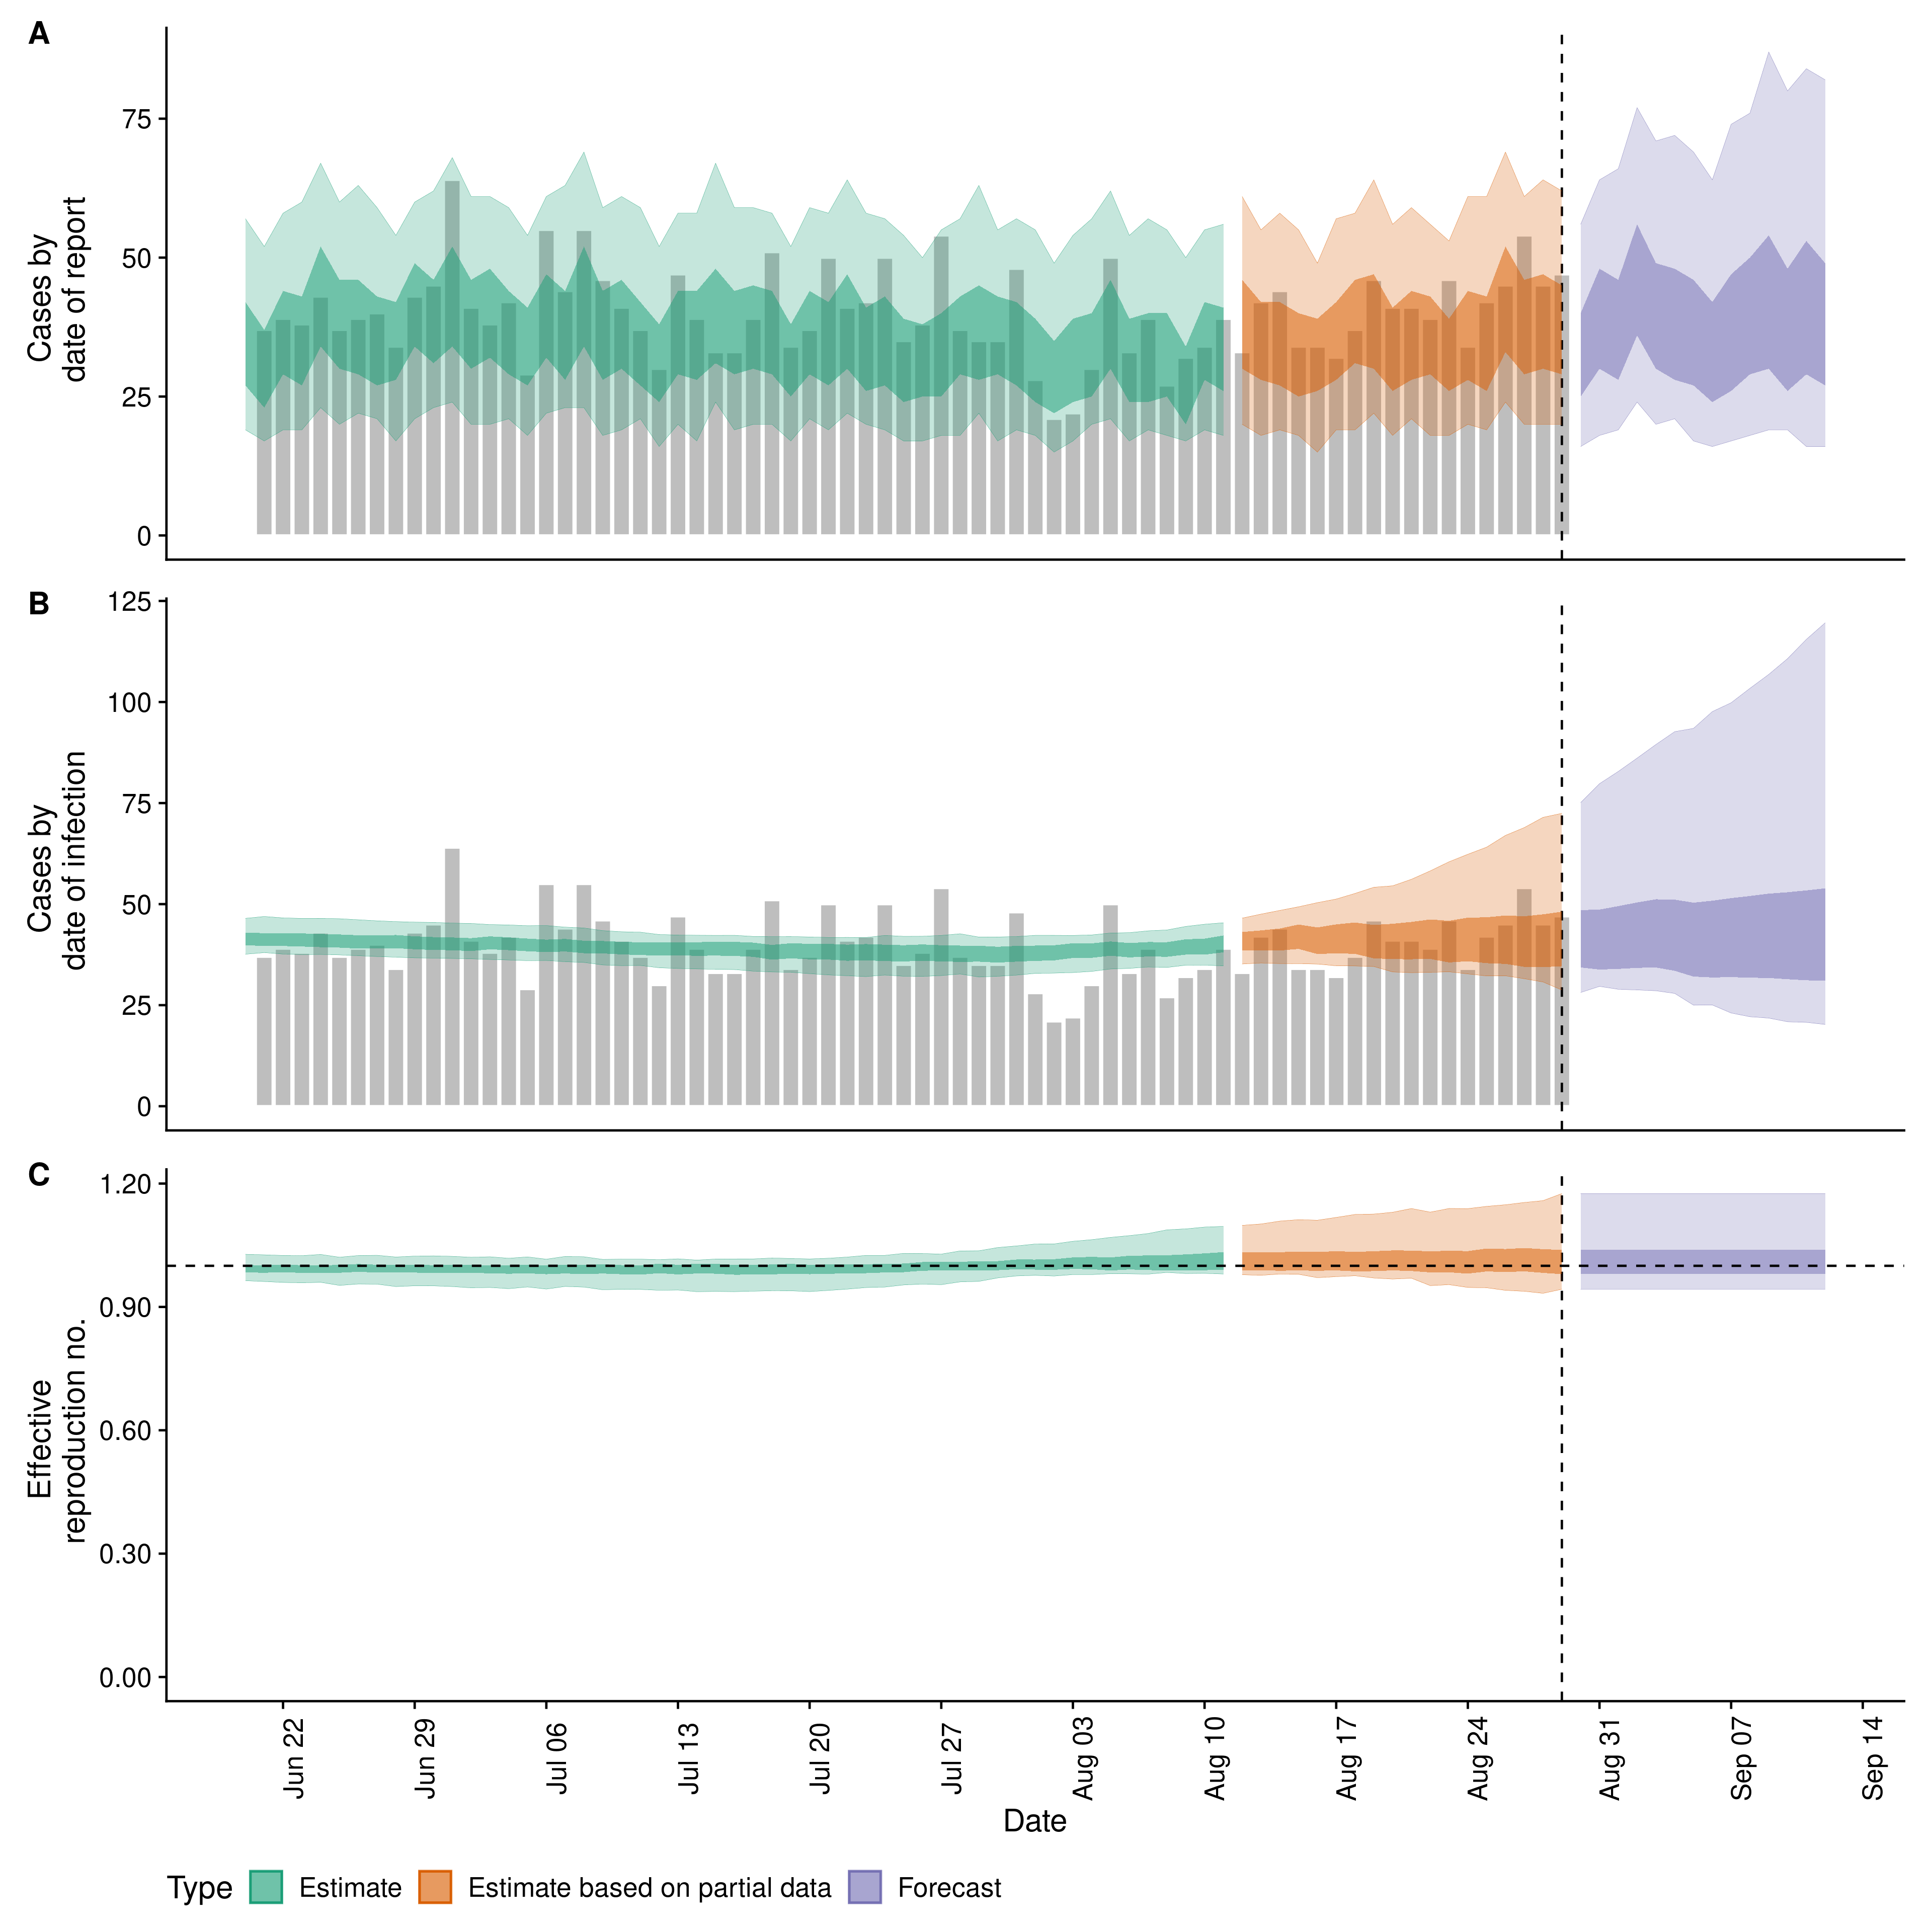 A
Cases by
date of report
75
50
25
0
B
Cases by
date of infection
125
100
75
50
25
0
C
Effective
reproduction no.
1.20
0.90
0.60
0.30
0.00
Jun 22
Jun 29
Jul 06
Jul 13
Jul 20
Jul 27
Aug 03
Aug 10
Aug 17
Aug 24
Aug 31
Sep 07
Sep 14
Date
Type Estimate Estimate based on partial data Forecast